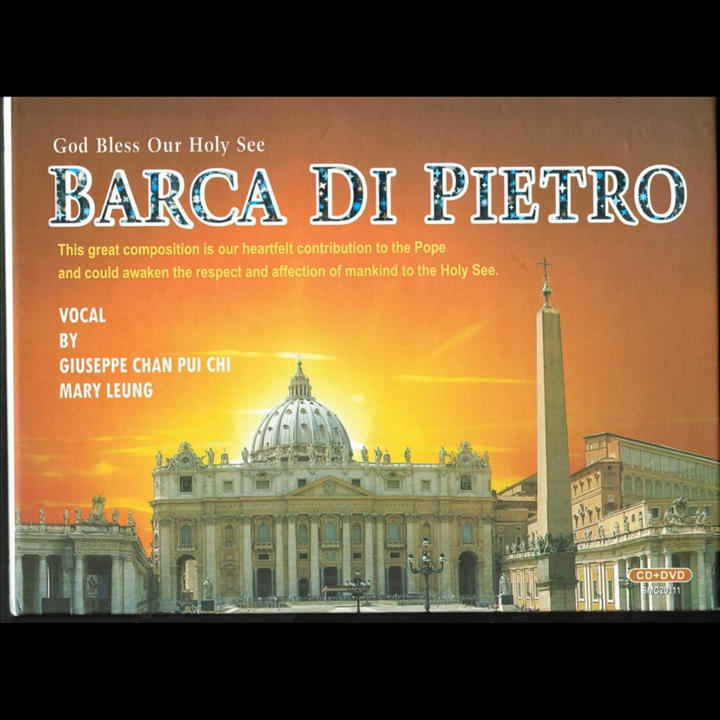 God Bless Our Holy See
BARCA DI PIETRO
This great composition is our heartfelt contribution to the Pope
and could awaken the respect and affection of mankind to the Holy See.
VOCAL
BY
GIUSEPPE CHAN PUI CHI
MARY LEUNG
CD+DVD
SMC20111